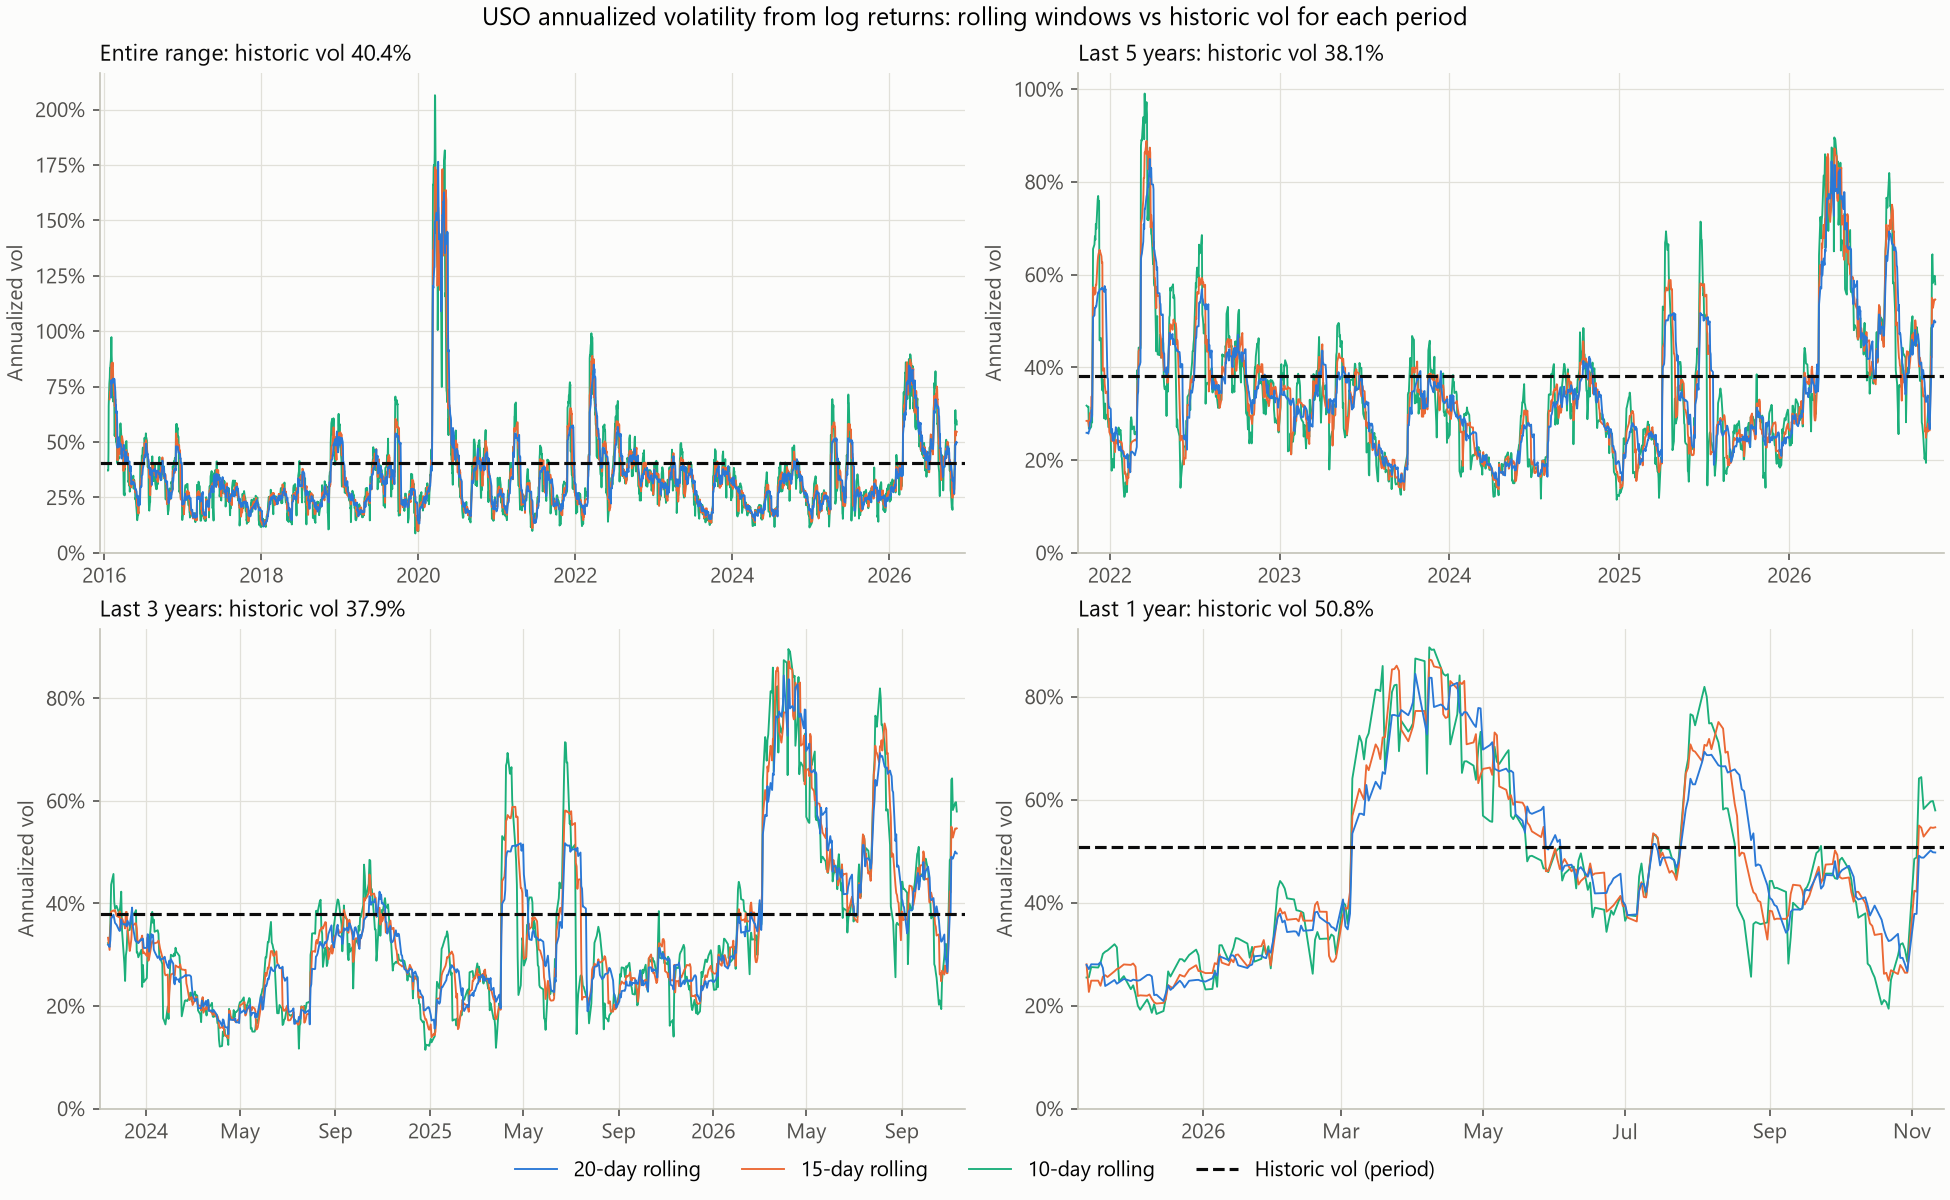 USO annualized volatility from log returns: rolling windows vs historic vol for each period
Entire range: historic vol 40.4%
Annualized vol
200%
175%
150%
125%
100%
75%
50%
25%
0%
2016 2018 2020 2022 2024 2026
Last 5 years: historic vol 38.1%
Annualized vol
100%
80%
60%
40%
20%
0%
2022 2023 2024 2025 2026
Last 3 years: historic vol 37.9%
Annualized vol
80%
60%
40%
20%
0%
2024 May Sep 2025 May Sep 2026 May Sep
Last 1 year: historic vol 50.8%
Annualized vol
80%
60%
40%
20%
0%
2026 Mar May Jul Sep Nov
20-day rolling 15-day rolling 10-day rolling Historic vol (period)